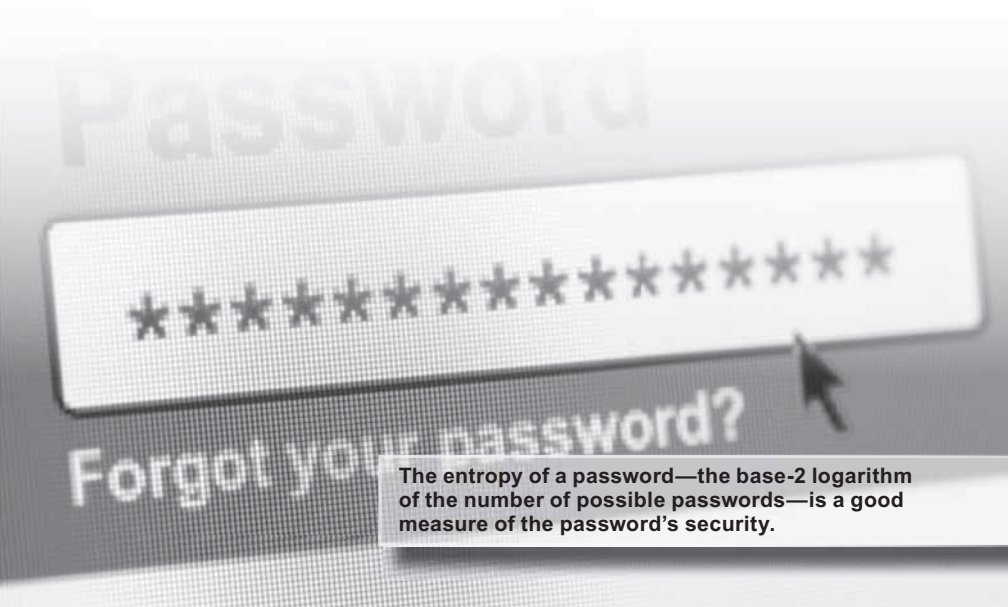 Password
****************
Forgot your password?
The entropy of a password—the base-2 logarithm
of the number of possible passwords—is a good
measure of the password's security.